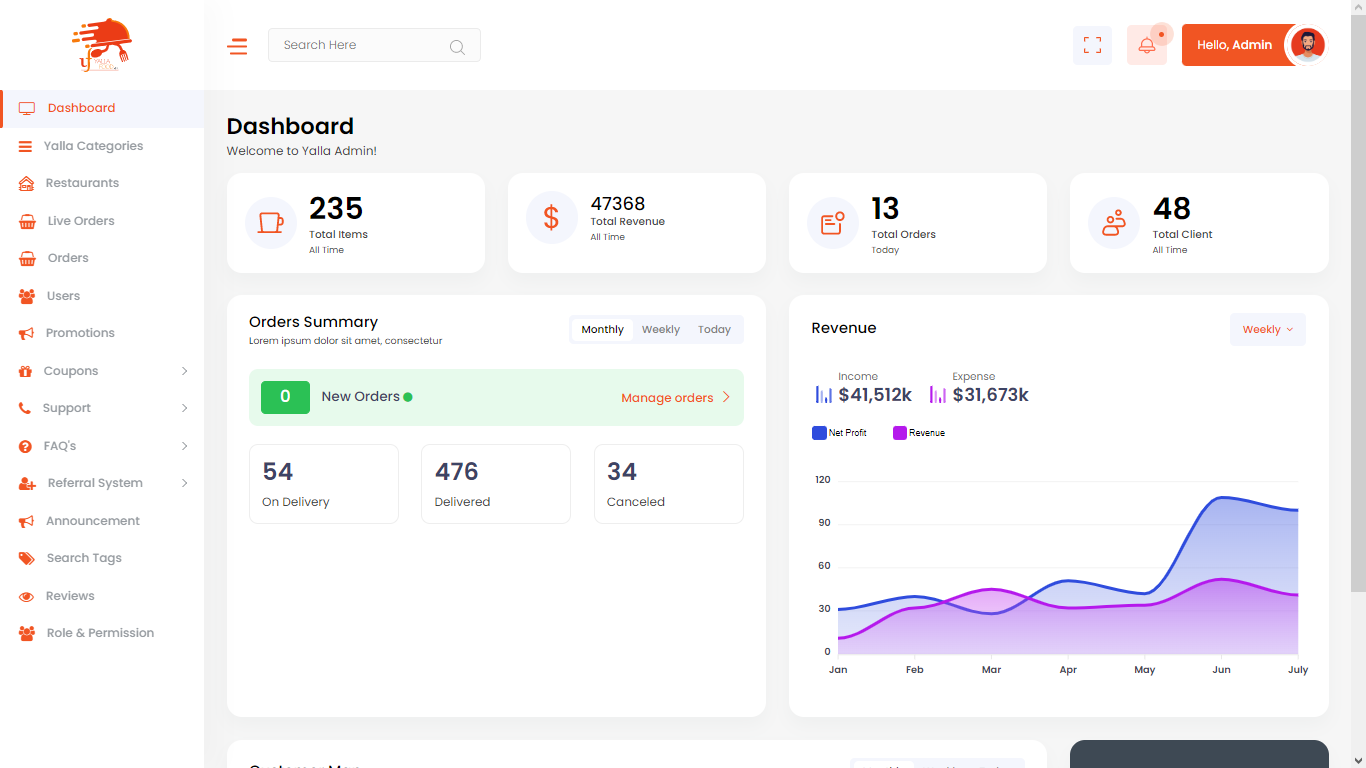 YALLA
Dashboard
Yalla Categories
Restaurants
Live Orders
Orders
Users
Promotions
Coupons
Support
FAQ's
Referral System
Announcement
Search Tags
Reviews
Role & Permission
Search Here
Hello, Admin
Dashboard
Welcome to Yalla Admin!
235
Total Items
All Time
$
47368
Total Revenue
All Time
13
Total Orders
Today
48
Total Client
All Time
Orders Summary
Lorem ipsum dolor sit amet, consectetur
Monthly Weekly Today
0 New Orders Manage orders
54
On Delivery
476
Delivered
34
Canceled
Revenue
Weekly
Income
$41,512k
Expense
$31,673k
Net Profit Revenue
120
90
60
30
0
Jan Feb Mar Apr May Jun July